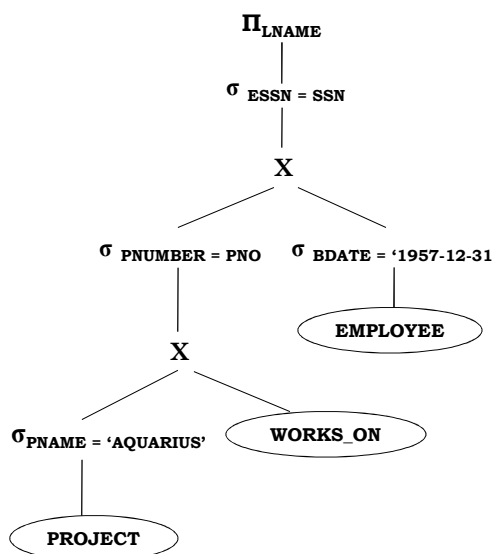 Π LNAME
σ ESSN = SSN
X
σ PNUMBER = PNO
σ BDATE = ‘1957-12-31
EMPLOYEE
X
σ PNAME = ‘AQUARIUS’
WORKS_ON
PROJECT